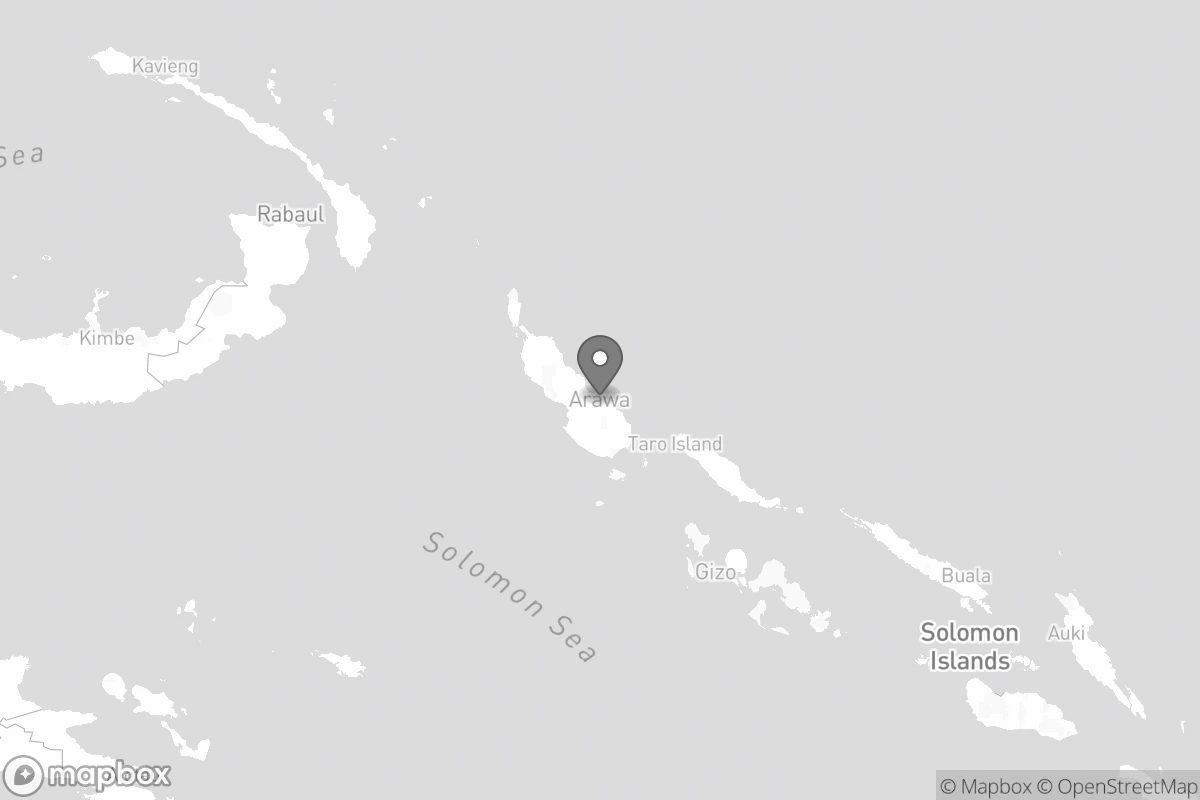 Kavieng
Sea
Rabaul
Kimbe
Arawa
Taro Island
Solomon Sea
Gizo
Buala
Solomon
Islands
Auki
mapbox
© Mapbox © OpenStreetMap